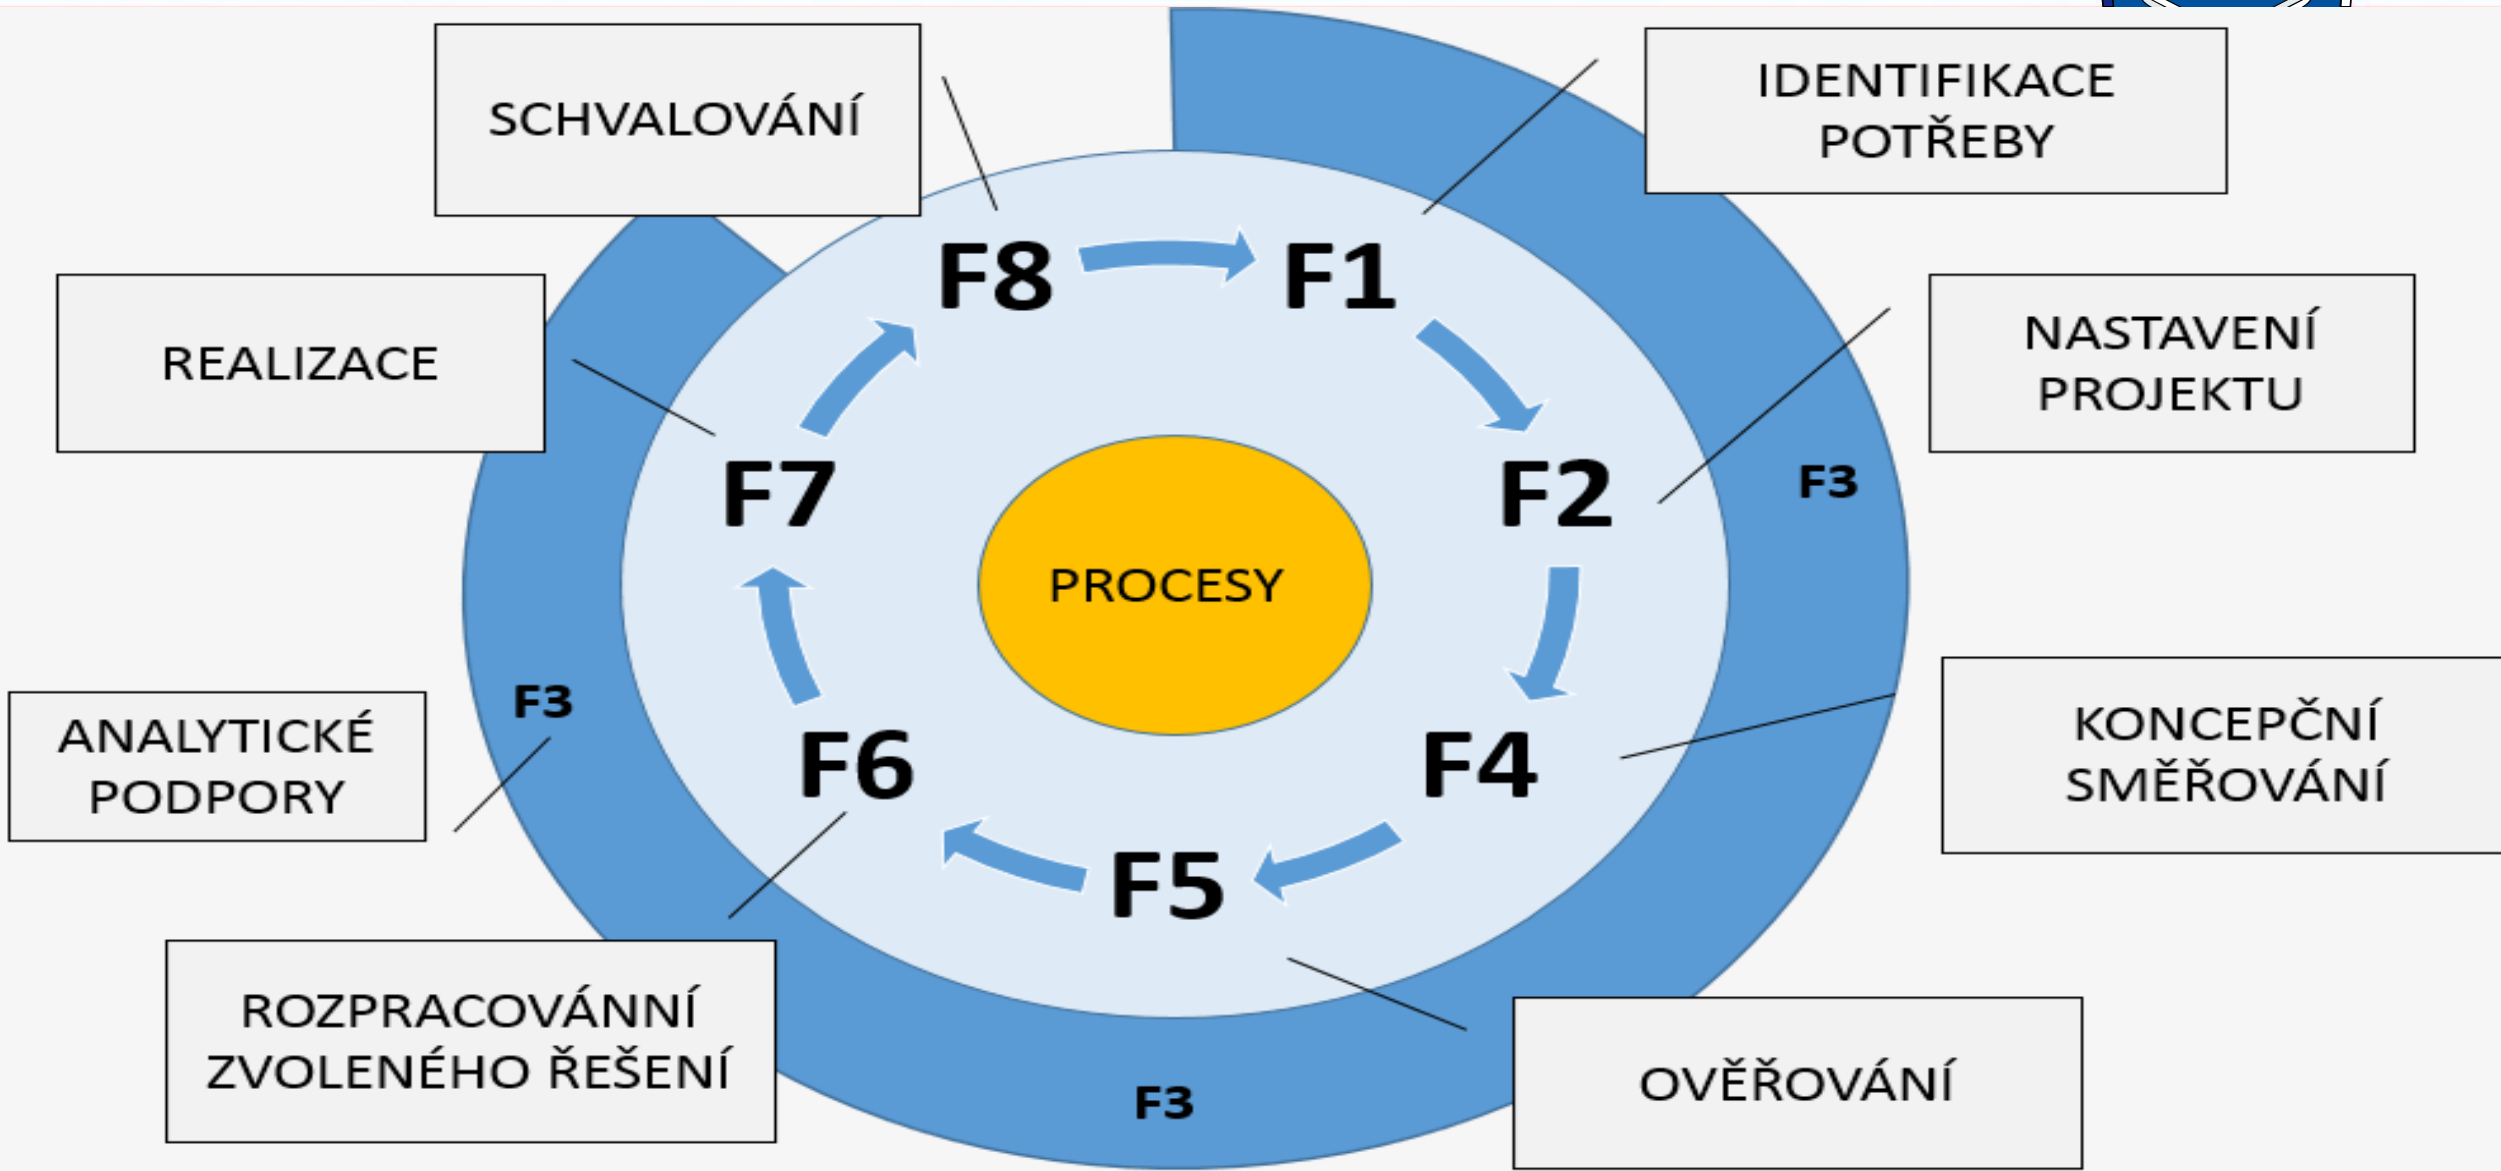 SCHVALOVÁNÍ
IDENTIFIKACE
POTŘEBY
F8
F1
REALIZACE
NASTAVENÍ
PROJEKTU
F7
F2
F3
PROCESY
F3
ANALYTICKÉ
PODPORY
F6
F4
KONCEPČNÍ
SMĚŘOVÁNÍ
F5
ROZPRACOVÁNNÍ
ZVOLENÉHO ŘEŠENÍ
F3
OVĚŘOVÁNÍ